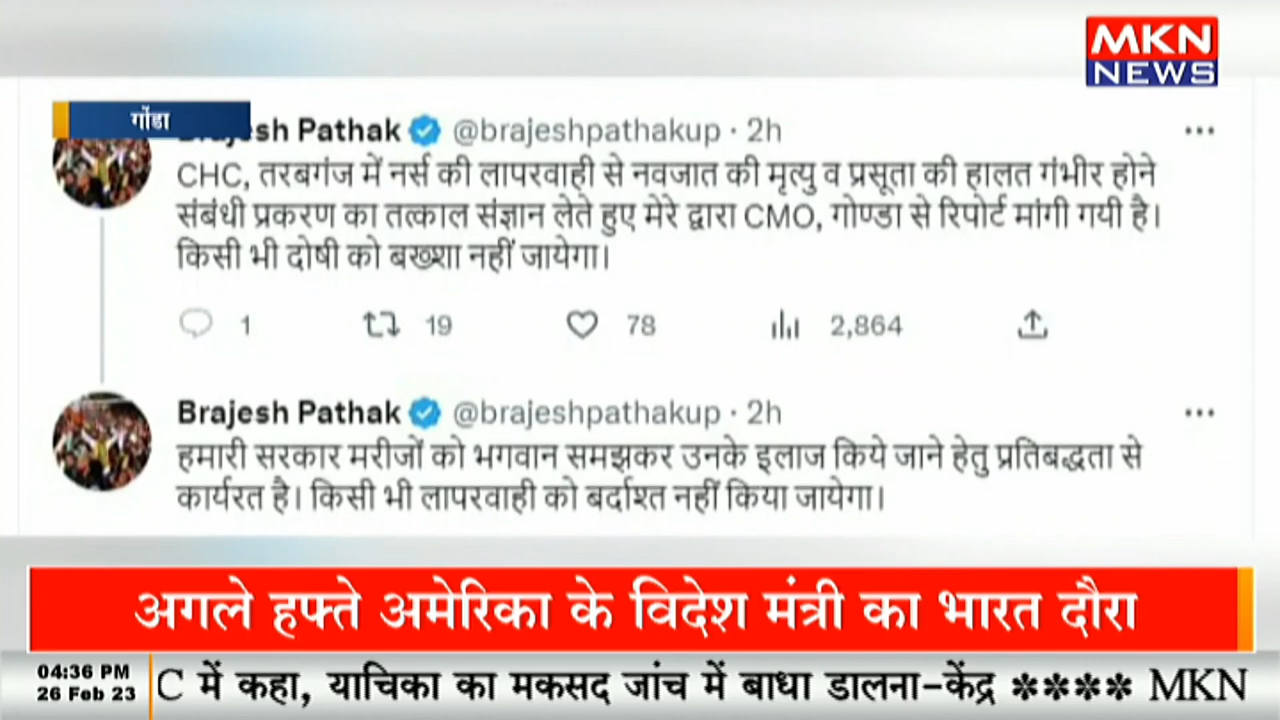 MKN
NEWS
गोंडा
sh Pathak @brajeshpathakup · 2h
CHC, तरबगंज में नर्स की लापरवाही से नवजात की मृत्यु व प्रसूता की हालत गंभीर होने
संबंधी प्रकरण का तत्काल संज्ञान लेते हुए मेरे द्वारा CMO, गोण्डा से रिपोर्ट मांगी गयी है।
किसी भी दोषी को बख्शा नहीं जायेगा।
1 19 78 2,864
Brajesh Pathak @brajeshpathakup · 2h
हमारी सरकार मरीजों को भगवान समझकर उनके इलाज किये जाने हेतु प्रतिबद्धता से
कार्यरत है। किसी भी लापरवाही को बर्दाश्त नहीं किया जायेगा।
अगले हफ्ते अमेरिका के विदेश मंत्री का भारत दौरा
04:36 PM
26 Feb 23
C में कहा, याचिका का मकसद जांच में बाधा डालना-केंद्र **** MKN